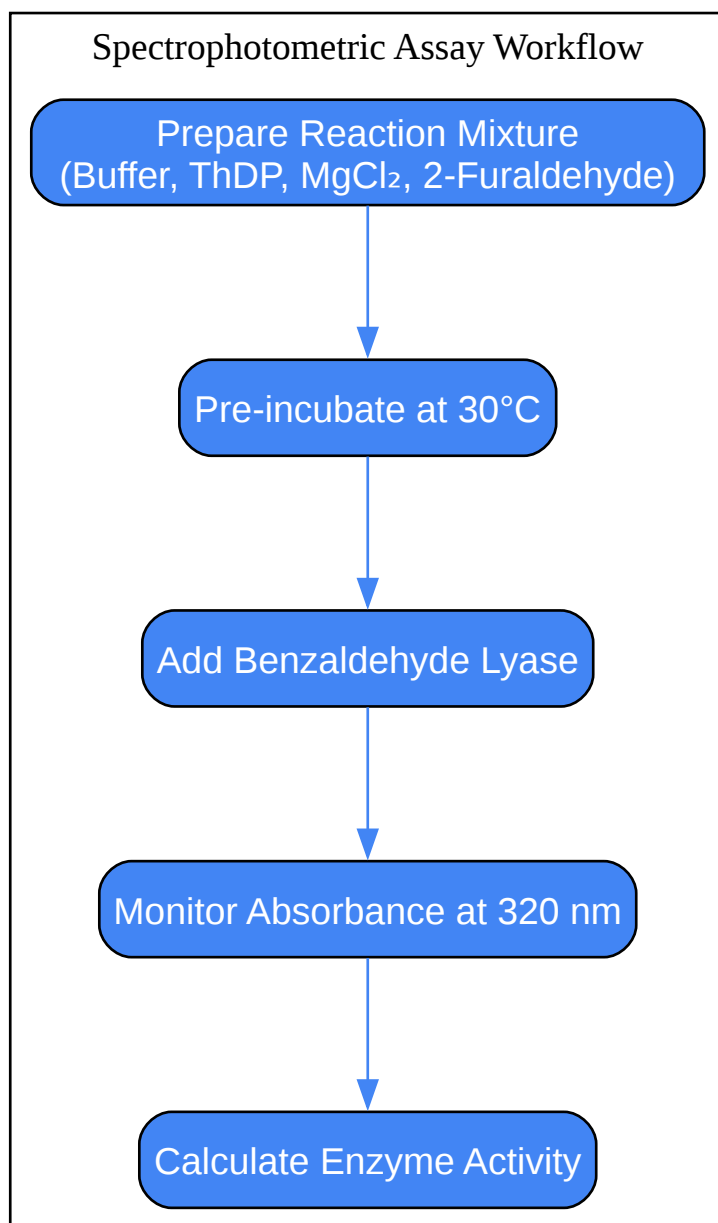 Spectrophotometric Assay Workflow
Prepare Reaction Mixture
(Buffer, ThDP, MgCl₂, 2-Furaldehyde)
Pre-incubate at 30°C
Add Benzaldehyde Lyase
Monitor Absorbance at 320 nm
Calculate Enzyme Activity